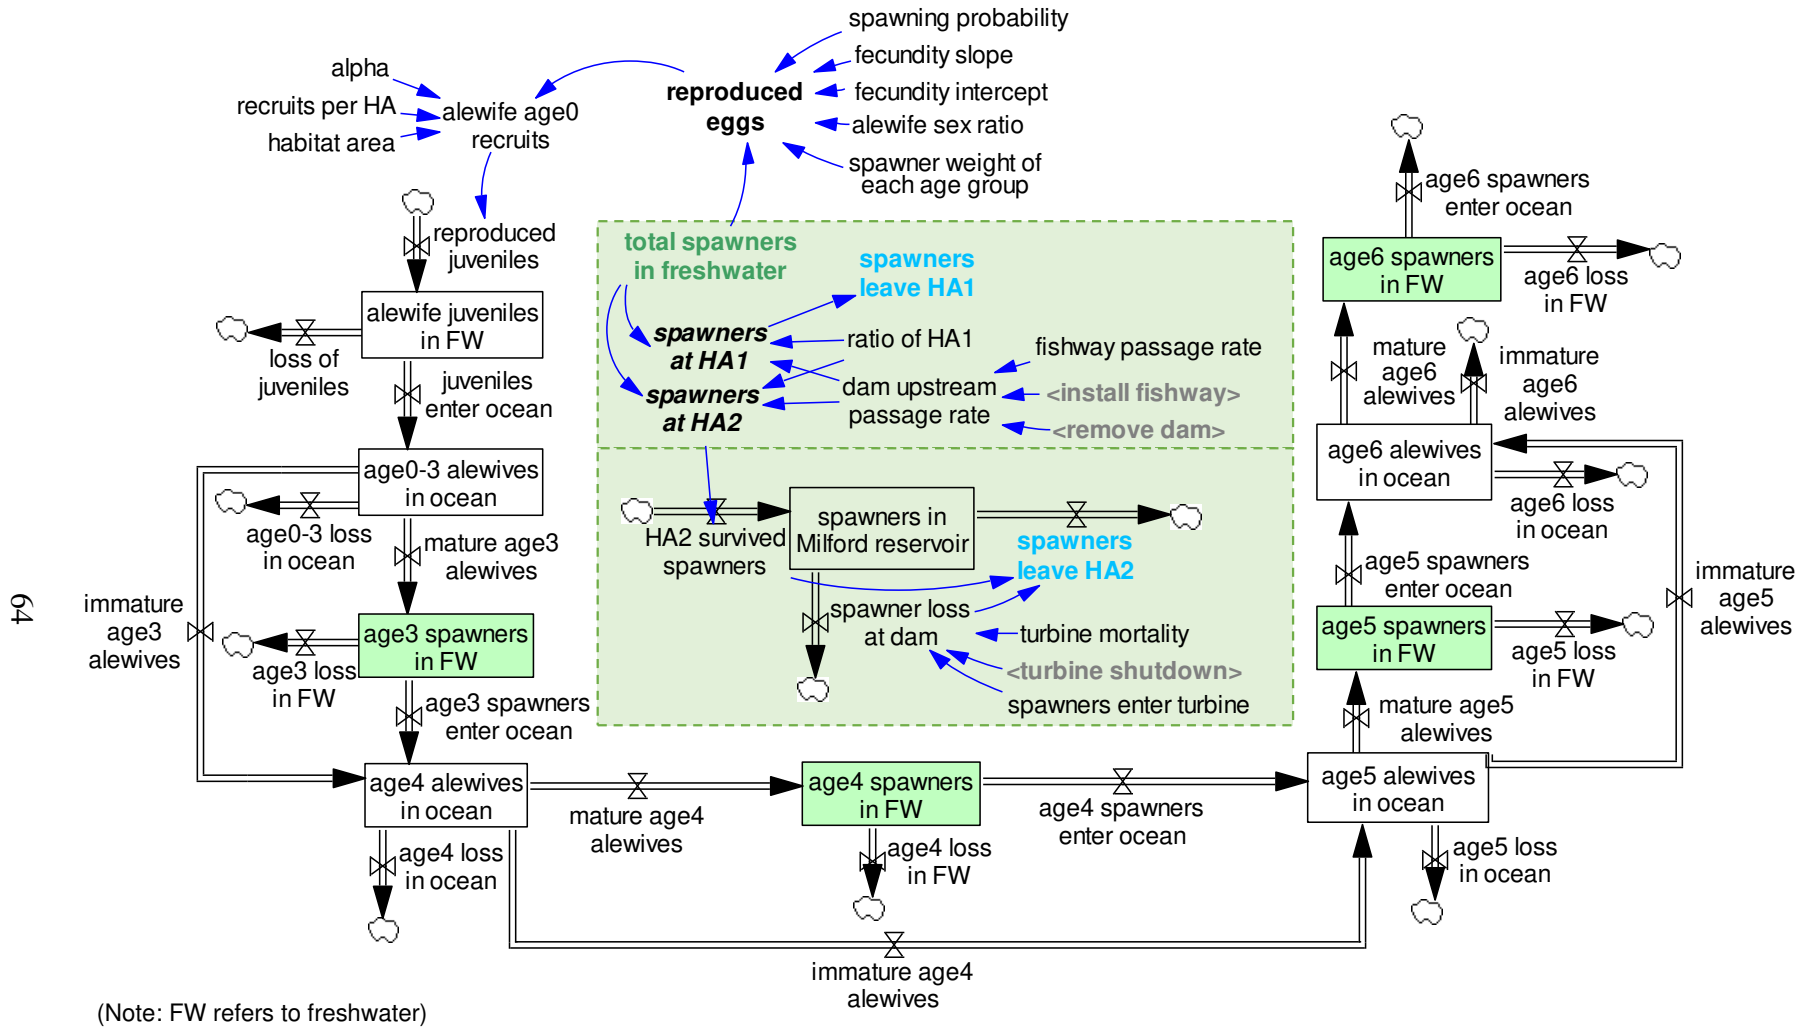 spawning probability
fecundity slope
fecundity intercept
alewife sex ratio
spawner weight of
each age group
reproduced
eggs
alpha
recruits per HA
habitat area
alewife age0
recruits
reproduced
juveniles
alewife juveniles
in FW
loss of
juveniles
juveniles
enter ocean
age0-3 alewives
in ocean
age0-3 loss
in ocean
mature age3
alewives
immature
age3
alewives
age3 spawners
in FW
age3 loss
in FW
age3 spawners
enter ocean
age4 alewives
in ocean
age4 loss
in ocean
mature age4
alewives
age4 spawners
in FW
age4 loss
in FW
age4 spawners
enter ocean
immature age4
alewives
total spawners
in freshwater
spawners
leave HA1
spawners
at HA1
spawners
at HA2
ratio of HA1
dam upstream
passage rate
fishway passage rate
<install fishway>
<remove dam>
HA2 survived
spawners
spawners in
Milford reservoir
spawners
leave HA2
spawner loss
at dam
turbine mortality
<turbine shutdown>
spawners enter turbine
age6 spawners
enter ocean
age6 spawners
in FW
age6 loss
in FW
mature
age6
alewives
immature
age6
alewives
age6 alewives
in ocean
age6 loss
in ocean
age5 spawners
enter ocean
immature
age5
alewives
age5 spawners
in FW
age5 loss
in FW
mature age5
alewives
age5 alewives
in ocean
age5 loss
in ocean
(Note: FW refers to freshwater)
64